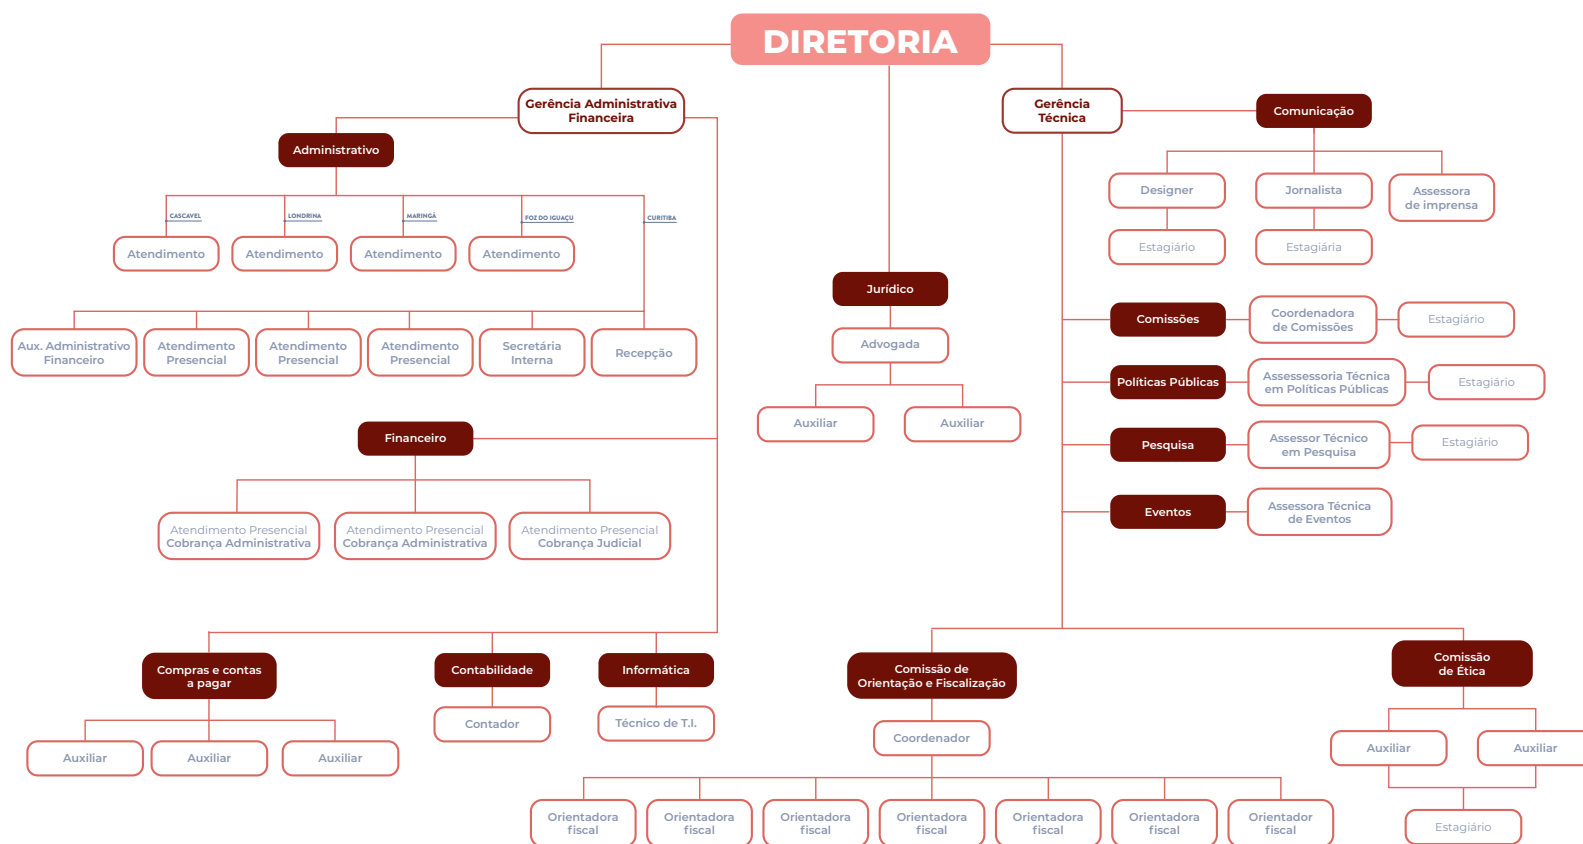 DIRETORIA
Gerência Administrativa
Financeira
Gerência
Técnica
Comunicação
Administrativo
Designer
Jornalista
Assessora
de imprensa
CASCAVEL
LONDRINA
MARINGÁ
FOZ DO IGUAÇU
CURITIBA
Atendimento
Atendimento
Atendimento
Atendimento
Estagiário
Estagiária
Jurídico
Aux. Administrativo
Financeiro
Atendimento
Presencial
Atendimento
Presencial
Atendimento
Presencial
Secretária
Interna
Recepção
Advogada
Auxiliar
Auxiliar
Comissões
Coordenadora
de Comissões
Estagiário
Políticas Públicas
Assessessoria Técnica
em Políticas Públicas
Estagiário
Pesquisa
Assessor Técnico
em Pesquisa
Estagiário
Eventos
Assessora Técnica
de Eventos
Financeiro
Atendimento Presencial
Cobrança Administrativa
Atendimento Presencial
Cobrança Administrativa
Atendimento Presencial
Cobrança Judicial
Compras e contas
a pagar
Contabilidade
Informática
Contador
Técnico de T.I.
Auxiliar
Auxiliar
Auxiliar
Comissão de
Orientação e Fiscalização
Coordenador
Orientadora
fiscal
Orientadora
fiscal
Orientadora
fiscal
Orientadora
fiscal
Orientadora
fiscal
Orientadora
fiscal
Orientador
fiscal
Comissão
de Ética
Auxiliar
Auxiliar
Estagiário